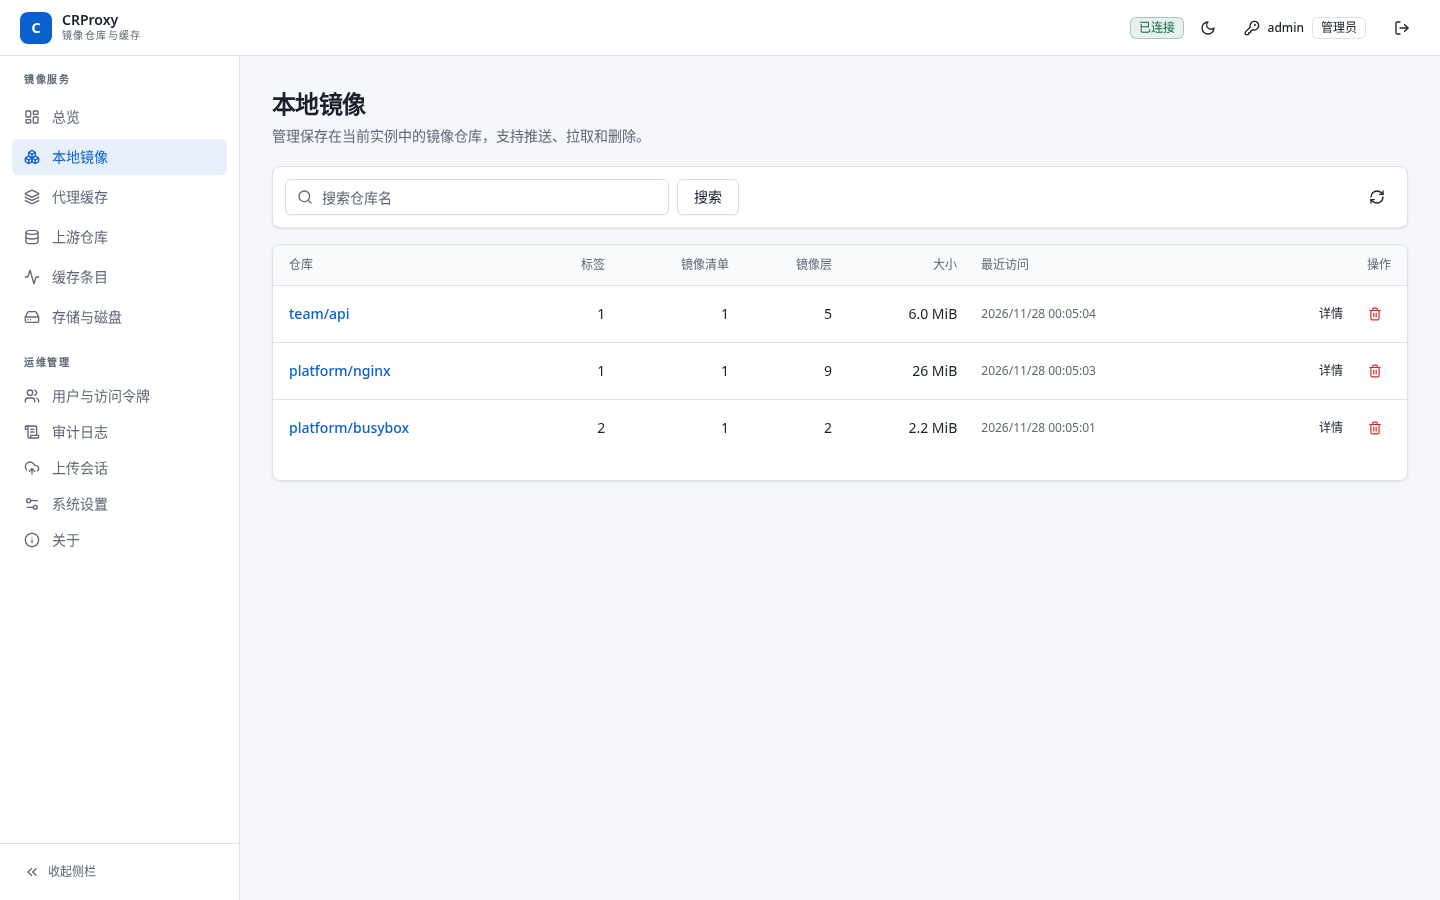 C
CRProxy
镜像仓库与缓存
已连接
admin
管理员
镜像服务
总览
本地镜像
代理缓存
上游仓库
缓存条目
存储与磁盘
运维管理
用户与访问令牌
审计日志
上传会话
系统设置
关于
收起侧栏
本地镜像
管理保存在当前实例中的镜像仓库，支持推送、拉取和删除。
搜索仓库名
搜索
仓库 标签 镜像清单 镜像层 大小 最近访问 操作
team/api 1 1 5 6.0 MiB 2026/11/28 00:05:04 详情
platform/nginx 1 1 9 26 MiB 2026/11/28 00:05:03 详情
platform/busybox 2 1 2 2.2 MiB 2026/11/28 00:05:01 详情